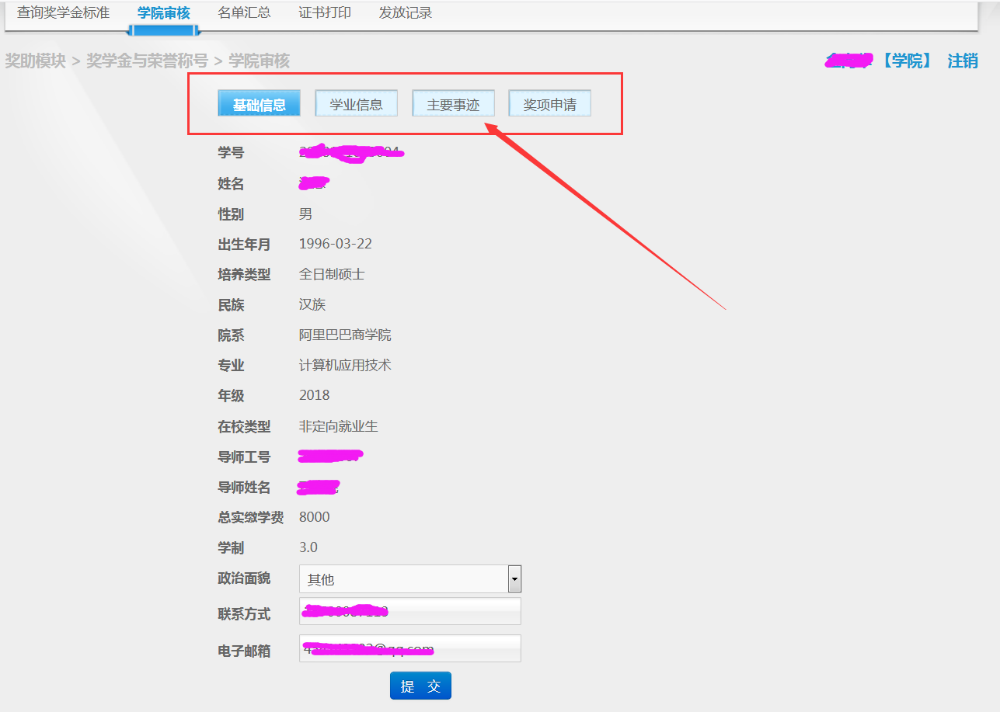 查询奖学金标准 学院审核 名单汇总 证书打印 发放记录
奖助模块 > 奖学金与荣誉称号 > 学院审核 【学院】 注销
基础信息 学业信息 主要事迹 奖项申请
学号
姓名
性别 男
出生年月 1996-03-22
培养类型 全日制硕士
民族 汉族
院系 阿里巴巴商学院
专业 计算机应用技术
年级 2018
在校类型 非定向就业生
导师工号
导师姓名
总实缴学费 8000
学制 3.0
政治面貌 其他
联系方式
电子邮箱 @qq.com
提 交